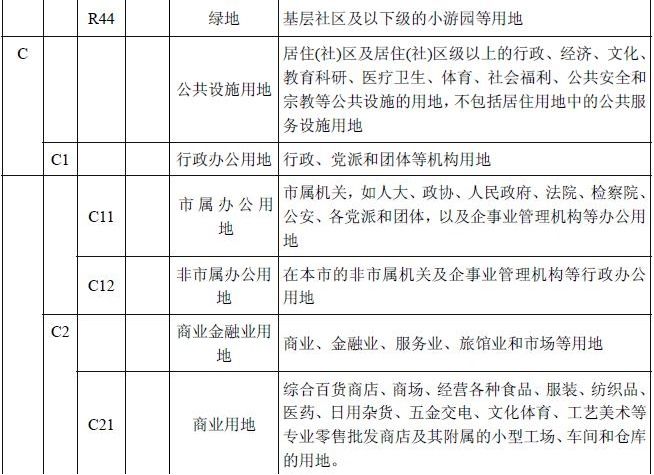 R44 绿地 基层社区及以下级的小游园等用地
C 公共设施用地
居住(社)区及居住(社)区级以上的行政、经济、文化、
教育科研、医疗卫生、体育、社会福利、公共安全和
宗教等公共设施的用地,不包括居住用地中的公共服
务设施用地
C1 行政办公用地 行政、党派和团体等机构用地
C11 市属办公用
地
市属机关,如人大、政协、人民政府、法院、检察院、
公安、各党派和团体,以及企事业管理机构等办公用
地
C12 非市属办公用
地
在本市的非市属机关及企事业管理机构等行政办公
用地
C2 商业金融业用
地
商业、金融业、服务业、旅馆业和市场等用地
C21 商业用地
综合百货商店、商场、经营各种食品、服装、纺织品、
医药、日用杂货、五金交电、文化体育、工艺美术等
专业零售批发商店及其附属的小型工场、车间和仓库
的用地。